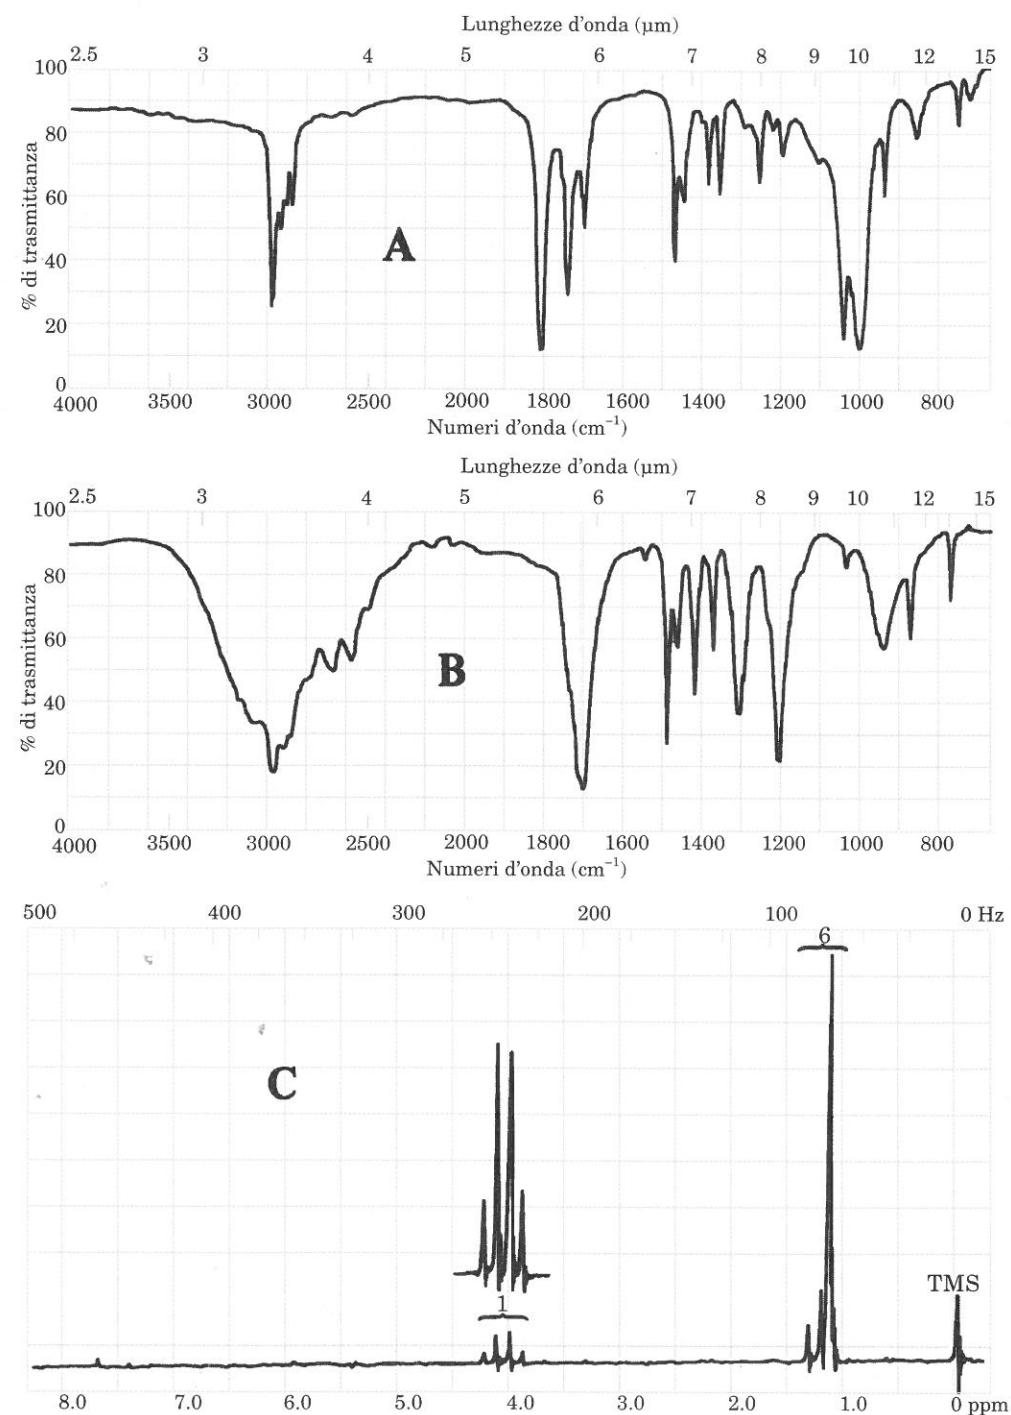 Lunghezze d'onda (µm)
2.5 3 4 5 6 7 8 9 10 12 15
100
80
60
40
20
0
% di trasmittanza
A
4000 3500 3000 2500 2000 1800 1600 1400 1200 1000 800
Numeri d'onda (cm⁻¹)
Lunghezze d'onda (µm)
2.5 3 4 5 6 7 8 9 10 12 15
100
80
60
40
20
0
% di trasmittanza
B
4000 3500 3000 2500 2000 1800 1600 1400 1200 1000 800
Numeri d'onda (cm⁻¹)
500 400 300 200 100 0 Hz
6
C
TMS
1
8.0 7.0 6.0 5.0 4.0 3.0 2.0 1.0 0 ppm